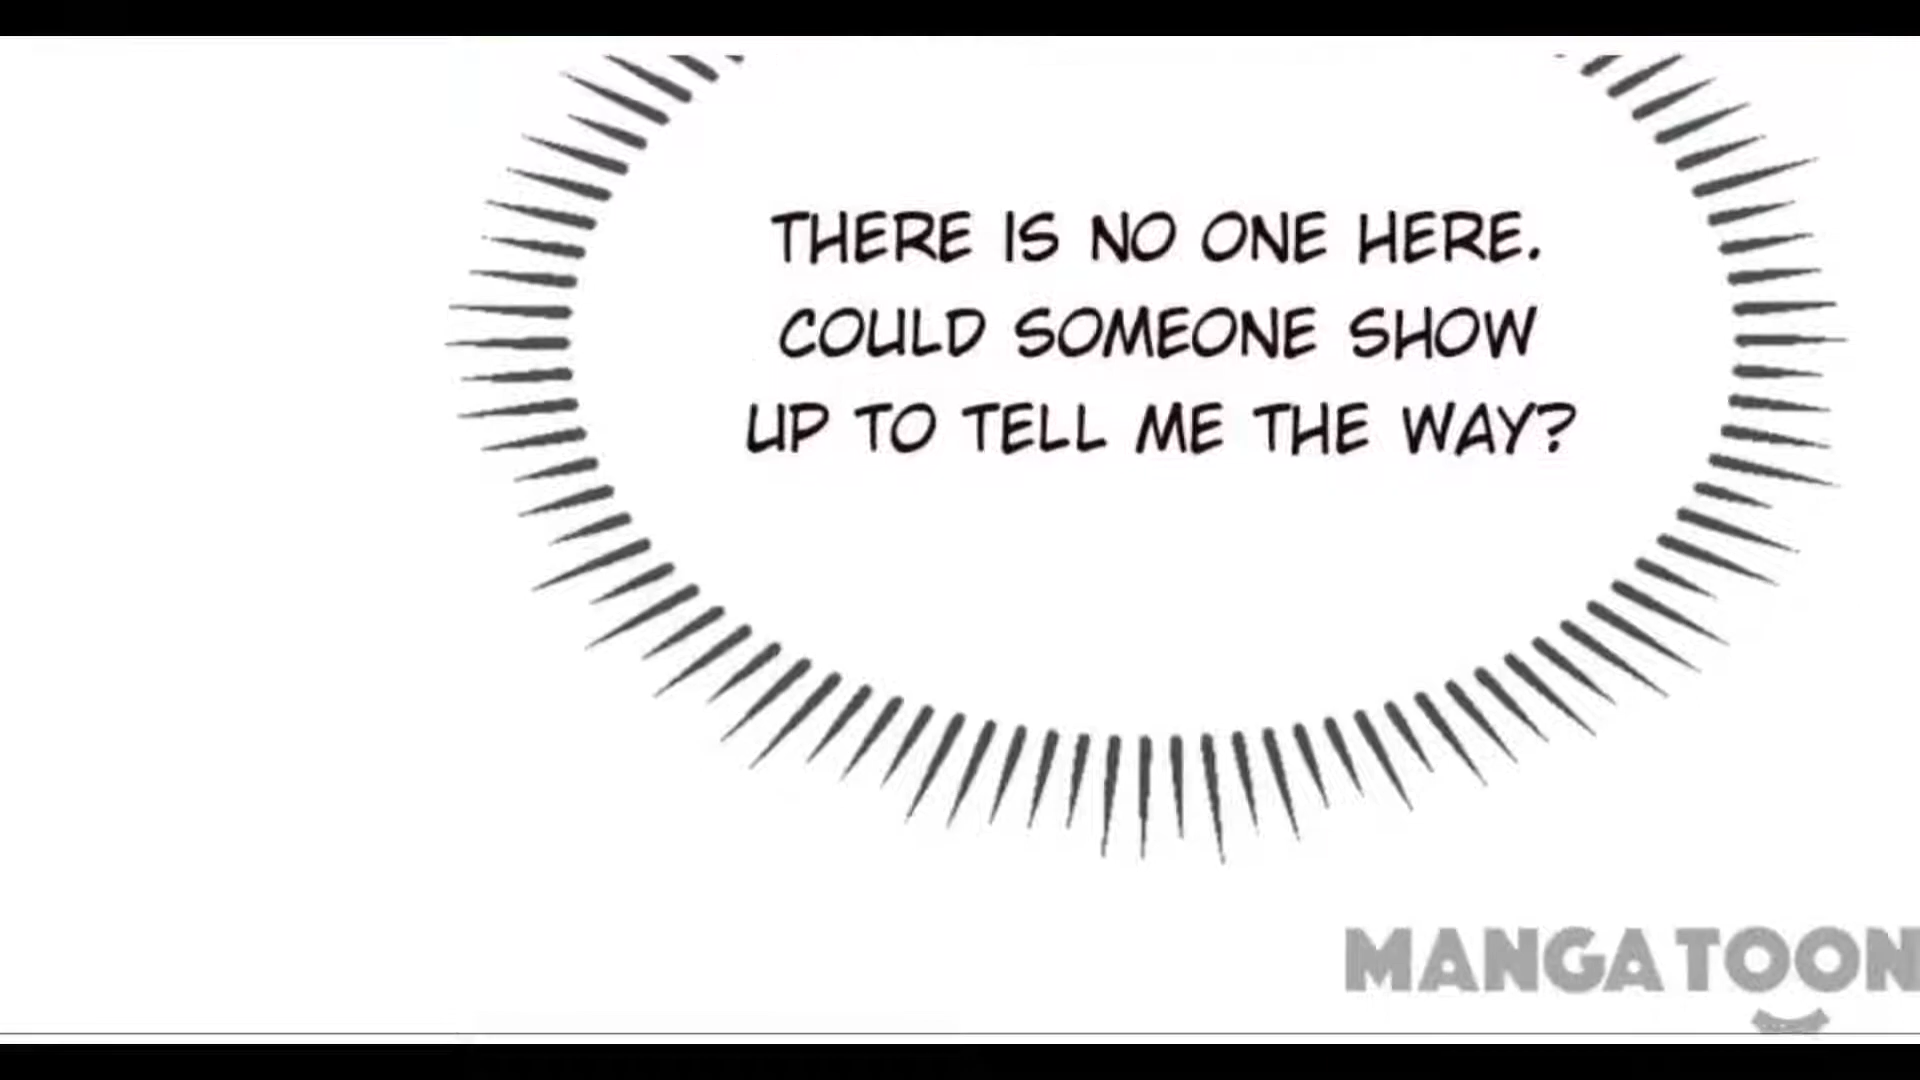 THERE IS NO ONE HERE.
COULD SOMEONE SHOW
UP TO TELL ME THE WAY?
MANGATOON